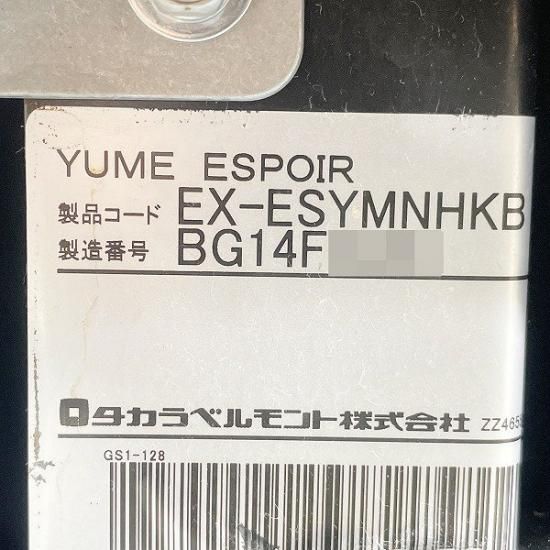 YUME ESPOIR
製品コード EX-ESYMNHKB
製造番号 BG14F
タカラベルモント株式会社 ZZ465
GS1-128